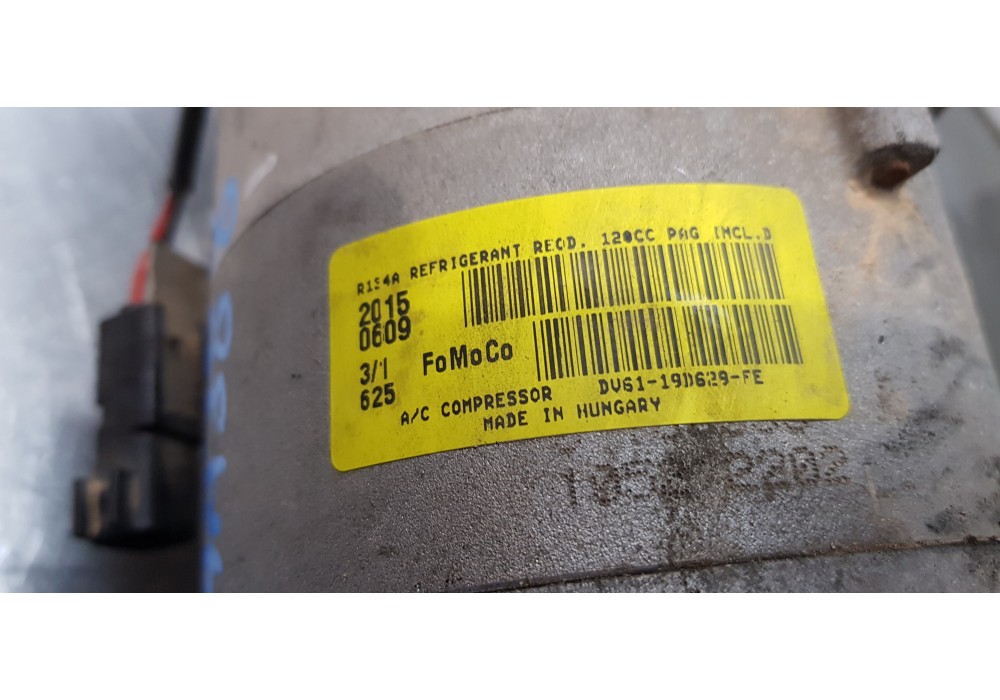 R134A REFRIGERANT REQD. 120CC PAG INCL.D
2015
0609
3/1
625
FoMoCo
A/C COMPRESSOR
DV61-19D629-FE
MADE IN HUNGARY
2202